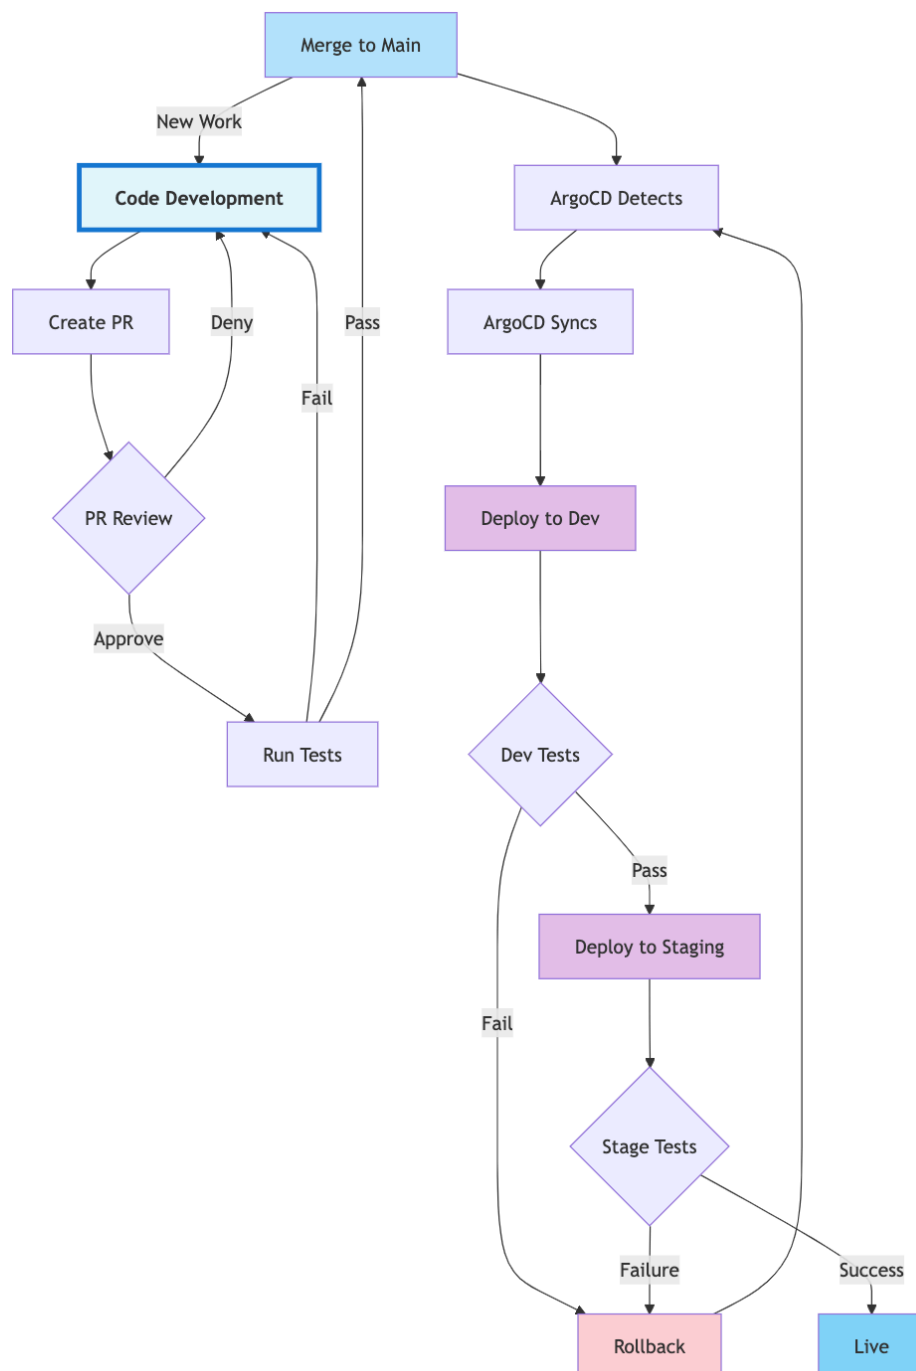 Merge to Main
New Work
Code Development
ArgoCD Detects
Create PR
Deny
Pass
ArgoCD Syncs
Fail
PR Review
Deploy to Dev
Approve
Run Tests
Dev Tests
Pass
Deploy to Staging
Fail
Stage Tests
Failure
Success
Rollback
Live